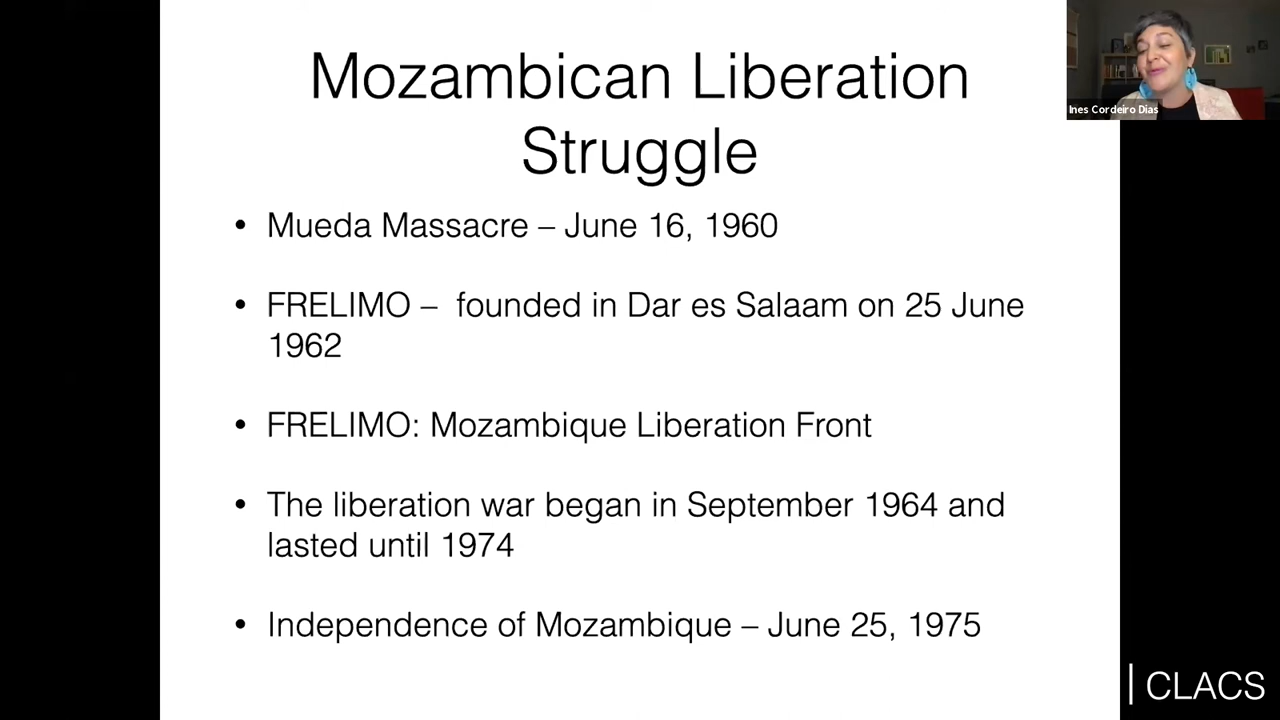 Mozambican Liberation
Struggle
Ines Cordeiro Dias
• Mueda Massacre – June 16, 1960
• FRELIMO – founded in Dar es Salaam on 25 June
1962
• FRELIMO: Mozambique Liberation Front
• The liberation war began in September 1964 and
lasted until 1974
• Independence of Mozambique – June 25, 1975
| CLACS